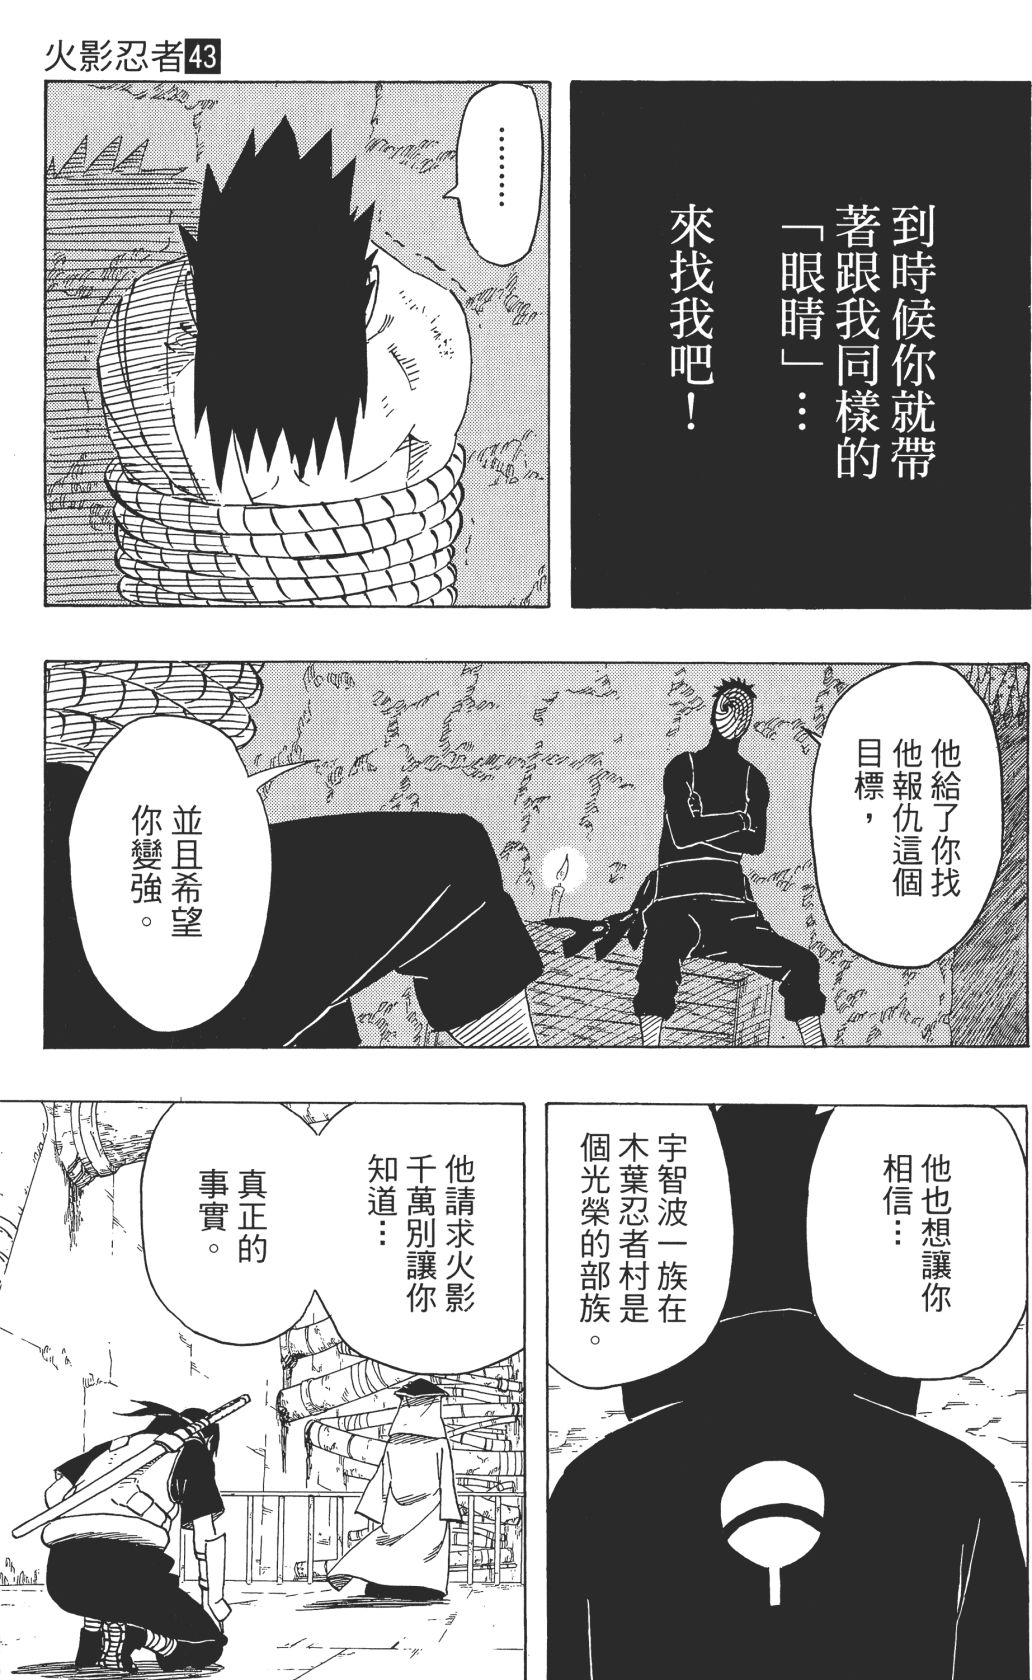 火影忍者43
到時候你就帶
著跟我同樣的
「眼睛」…
來找我吧！
………
他給了你找
他報仇這個
目標，
並且希望
你變強。
他也想讓你
相信…
宇智波一族在
木葉忍者村是
個光榮的部族。
他請求火影
千萬別讓你
知道…
真正的
事實。